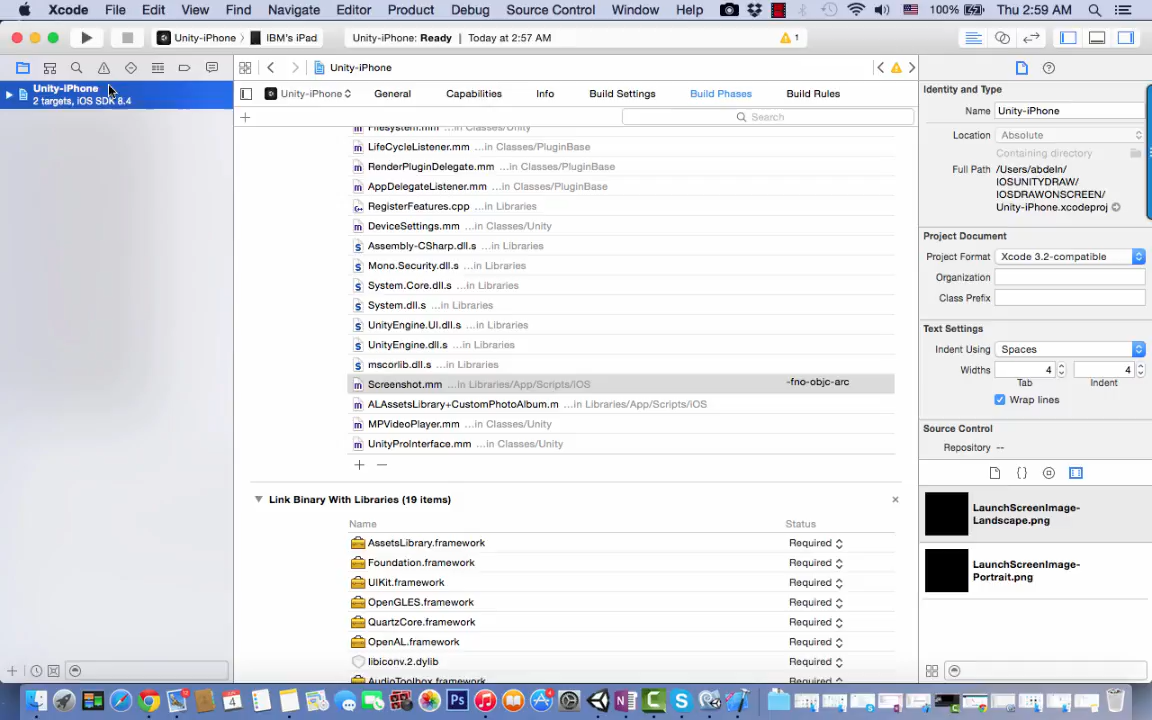 Xcode File Edit View Find Navigate Editor Product Debug Source Control Window Help 100% Thu 2:59 AM
Unity-iPhone IBM's iPad Unity-iPhone: Ready | Today at 2:57 AM 1
Unity-iPhone
Unity-iPhone
2 targets, iOS SDK 8.4
Unity-iPhone General Capabilities Info Build Settings Build Phases Build Rules
Search
Filesystem.mm ...in Classes/Unity
LifeCycleListener.mm ...in Classes/PluginBase
RenderPluginDelegate.mm ...in Classes/PluginBase
AppDelegateListener.mm ...in Classes/PluginBase
RegisterFeatures.cpp ...in Libraries
DeviceSettings.mm ...in Classes/Unity
Assembly-CSharp.dll.s ...in Libraries
Mono.Security.dll.s ...in Libraries
System.Core.dll.s ...in Libraries
System.dll.s ...in Libraries
UnityEngine.UI.dll.s ...in Libraries
UnityEngine.dll.s ...in Libraries
mscorlib.dll.s ...in Libraries
Screenshot.mm ...in Libraries/App/Scripts/iOS -fno-objc-arc
ALAssetsLibrary+CustomPhotoAlbum.m ...in Libraries/App/Scripts/iOS
MPVideoPlayer.mm ...in Classes/Unity
UnityProInterface.mm ...in Classes/Unity
Link Binary With Libraries (19 items)
Name Status
AssetsLibrary.framework Required
Foundation.framework Required
UIKit.framework Required
OpenGLES.framework Required
QuartzCore.framework Required
OpenAL.framework Required
libiconv.2.dylib Required
AudioToolbox.framework Required
Identity and Type
Name Unity-iPhone
Location Absolute
Containing directory
Full Path /Users/abdeln/
IOSUNITYDRAW/
IOSDRAWONSCREEN/
Unity-iPhone.xcodeproj
Project Document
Project Format Xcode 3.2-compatible
Organization
Class Prefix
Text Settings
Indent Using Spaces
Widths 4 4
Tab Indent
Wrap lines
Source Control
Repository --
LaunchScreenImage-
Landscape.png
LaunchScreenImage-
Portrait.png